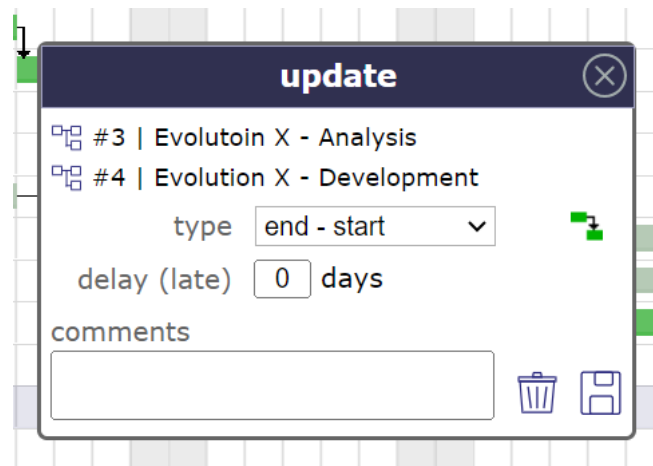 update
#3 | Evolutoin X - Analysis
#4 | Evolution X - Development
type end - start
delay (late) 0 days
comments